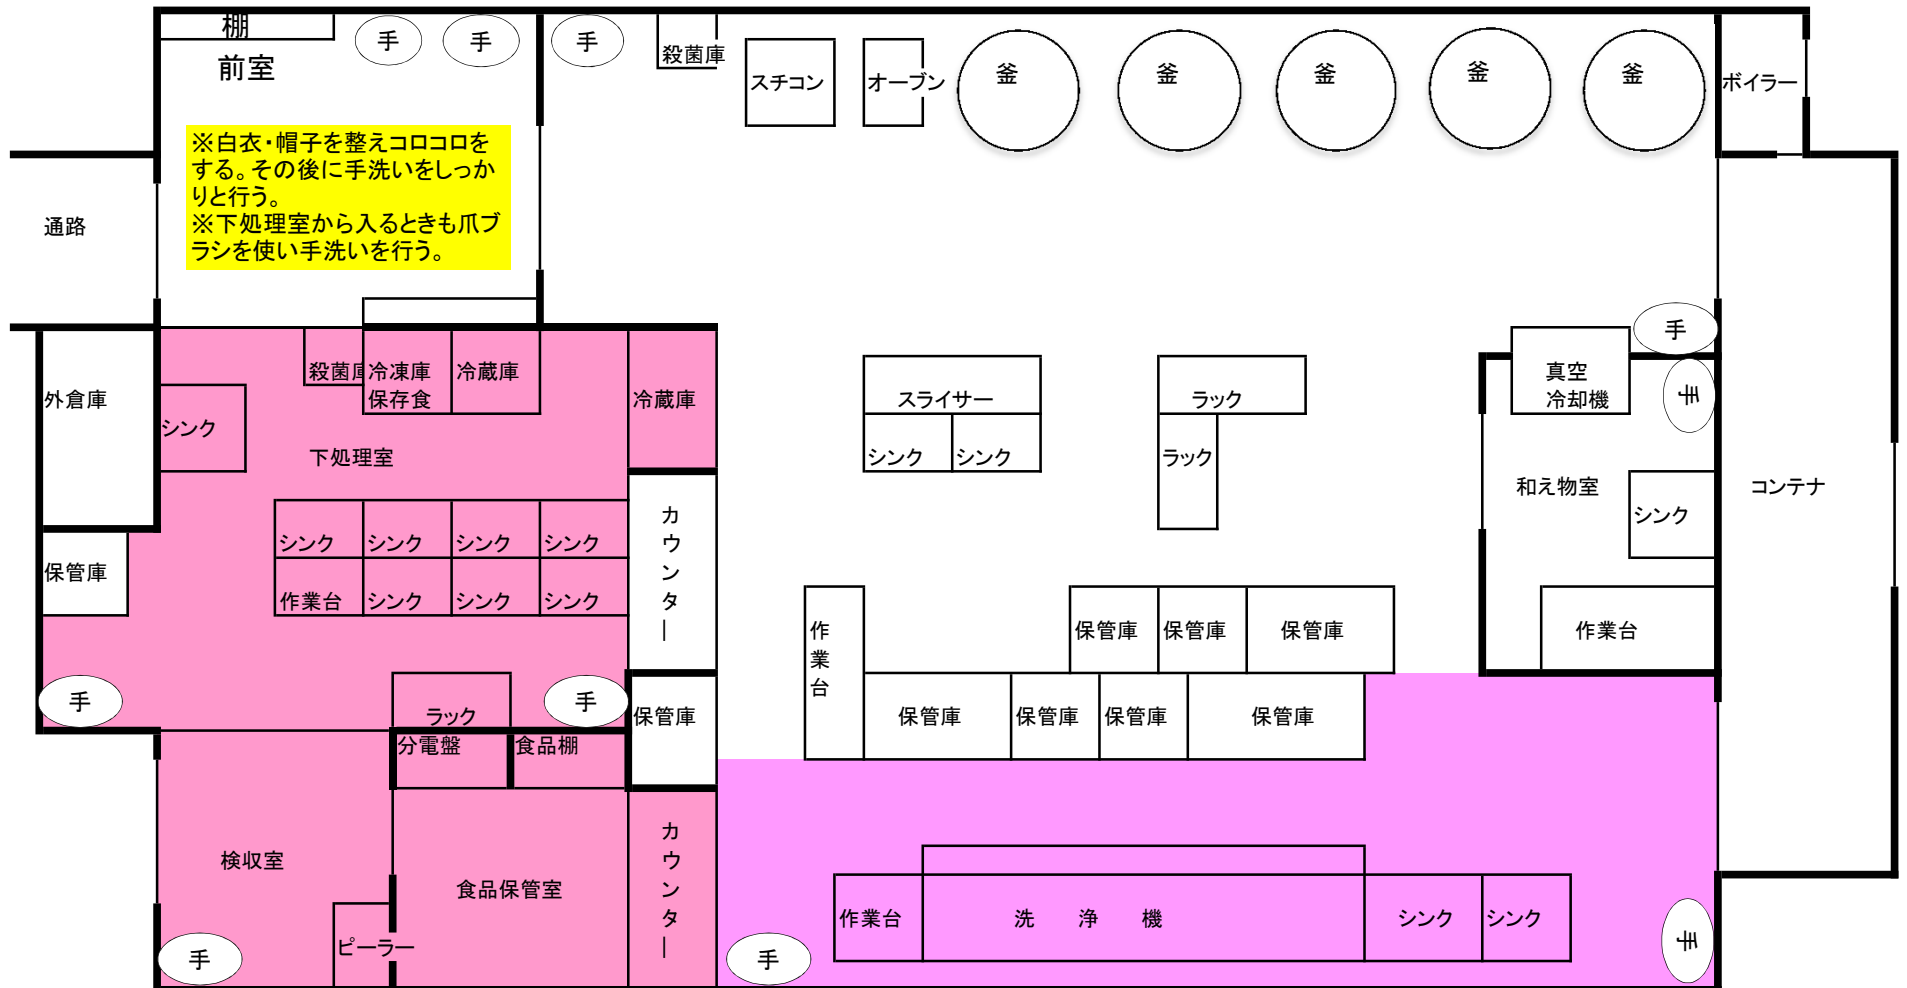 棚
手
手
手
殺菌庫
前室
スチコン
オーブン
釜
釜
釜
釜
釜
ボイラー
※白衣・帽子を整えコロコロを
する。その後に手洗いをしっか
りと行う。
※下処理室から入るときも爪ブ
ラシを使い手洗いを行う。
通路
手
外倉庫
殺菌庫
冷凍庫
保存食
冷蔵庫
冷蔵庫
スライサー
ラック
真空
冷却機
手
シンク
下処理室
シンク
シンク
ラック
和え物室
コンテナ
シンク
シンク
シンク
シンク
シンク
カウンター
保管庫
作業台
シンク
シンク
シンク
作業台
保管庫
保管庫
保管庫
作業台
手
ラック
手
保管庫
保管庫
保管庫
保管庫
保管庫
分電盤
食品棚
検収室
食品保管室
カウンター
作業台
洗　浄　機
シンク
シンク
ピーラー
手
手
手